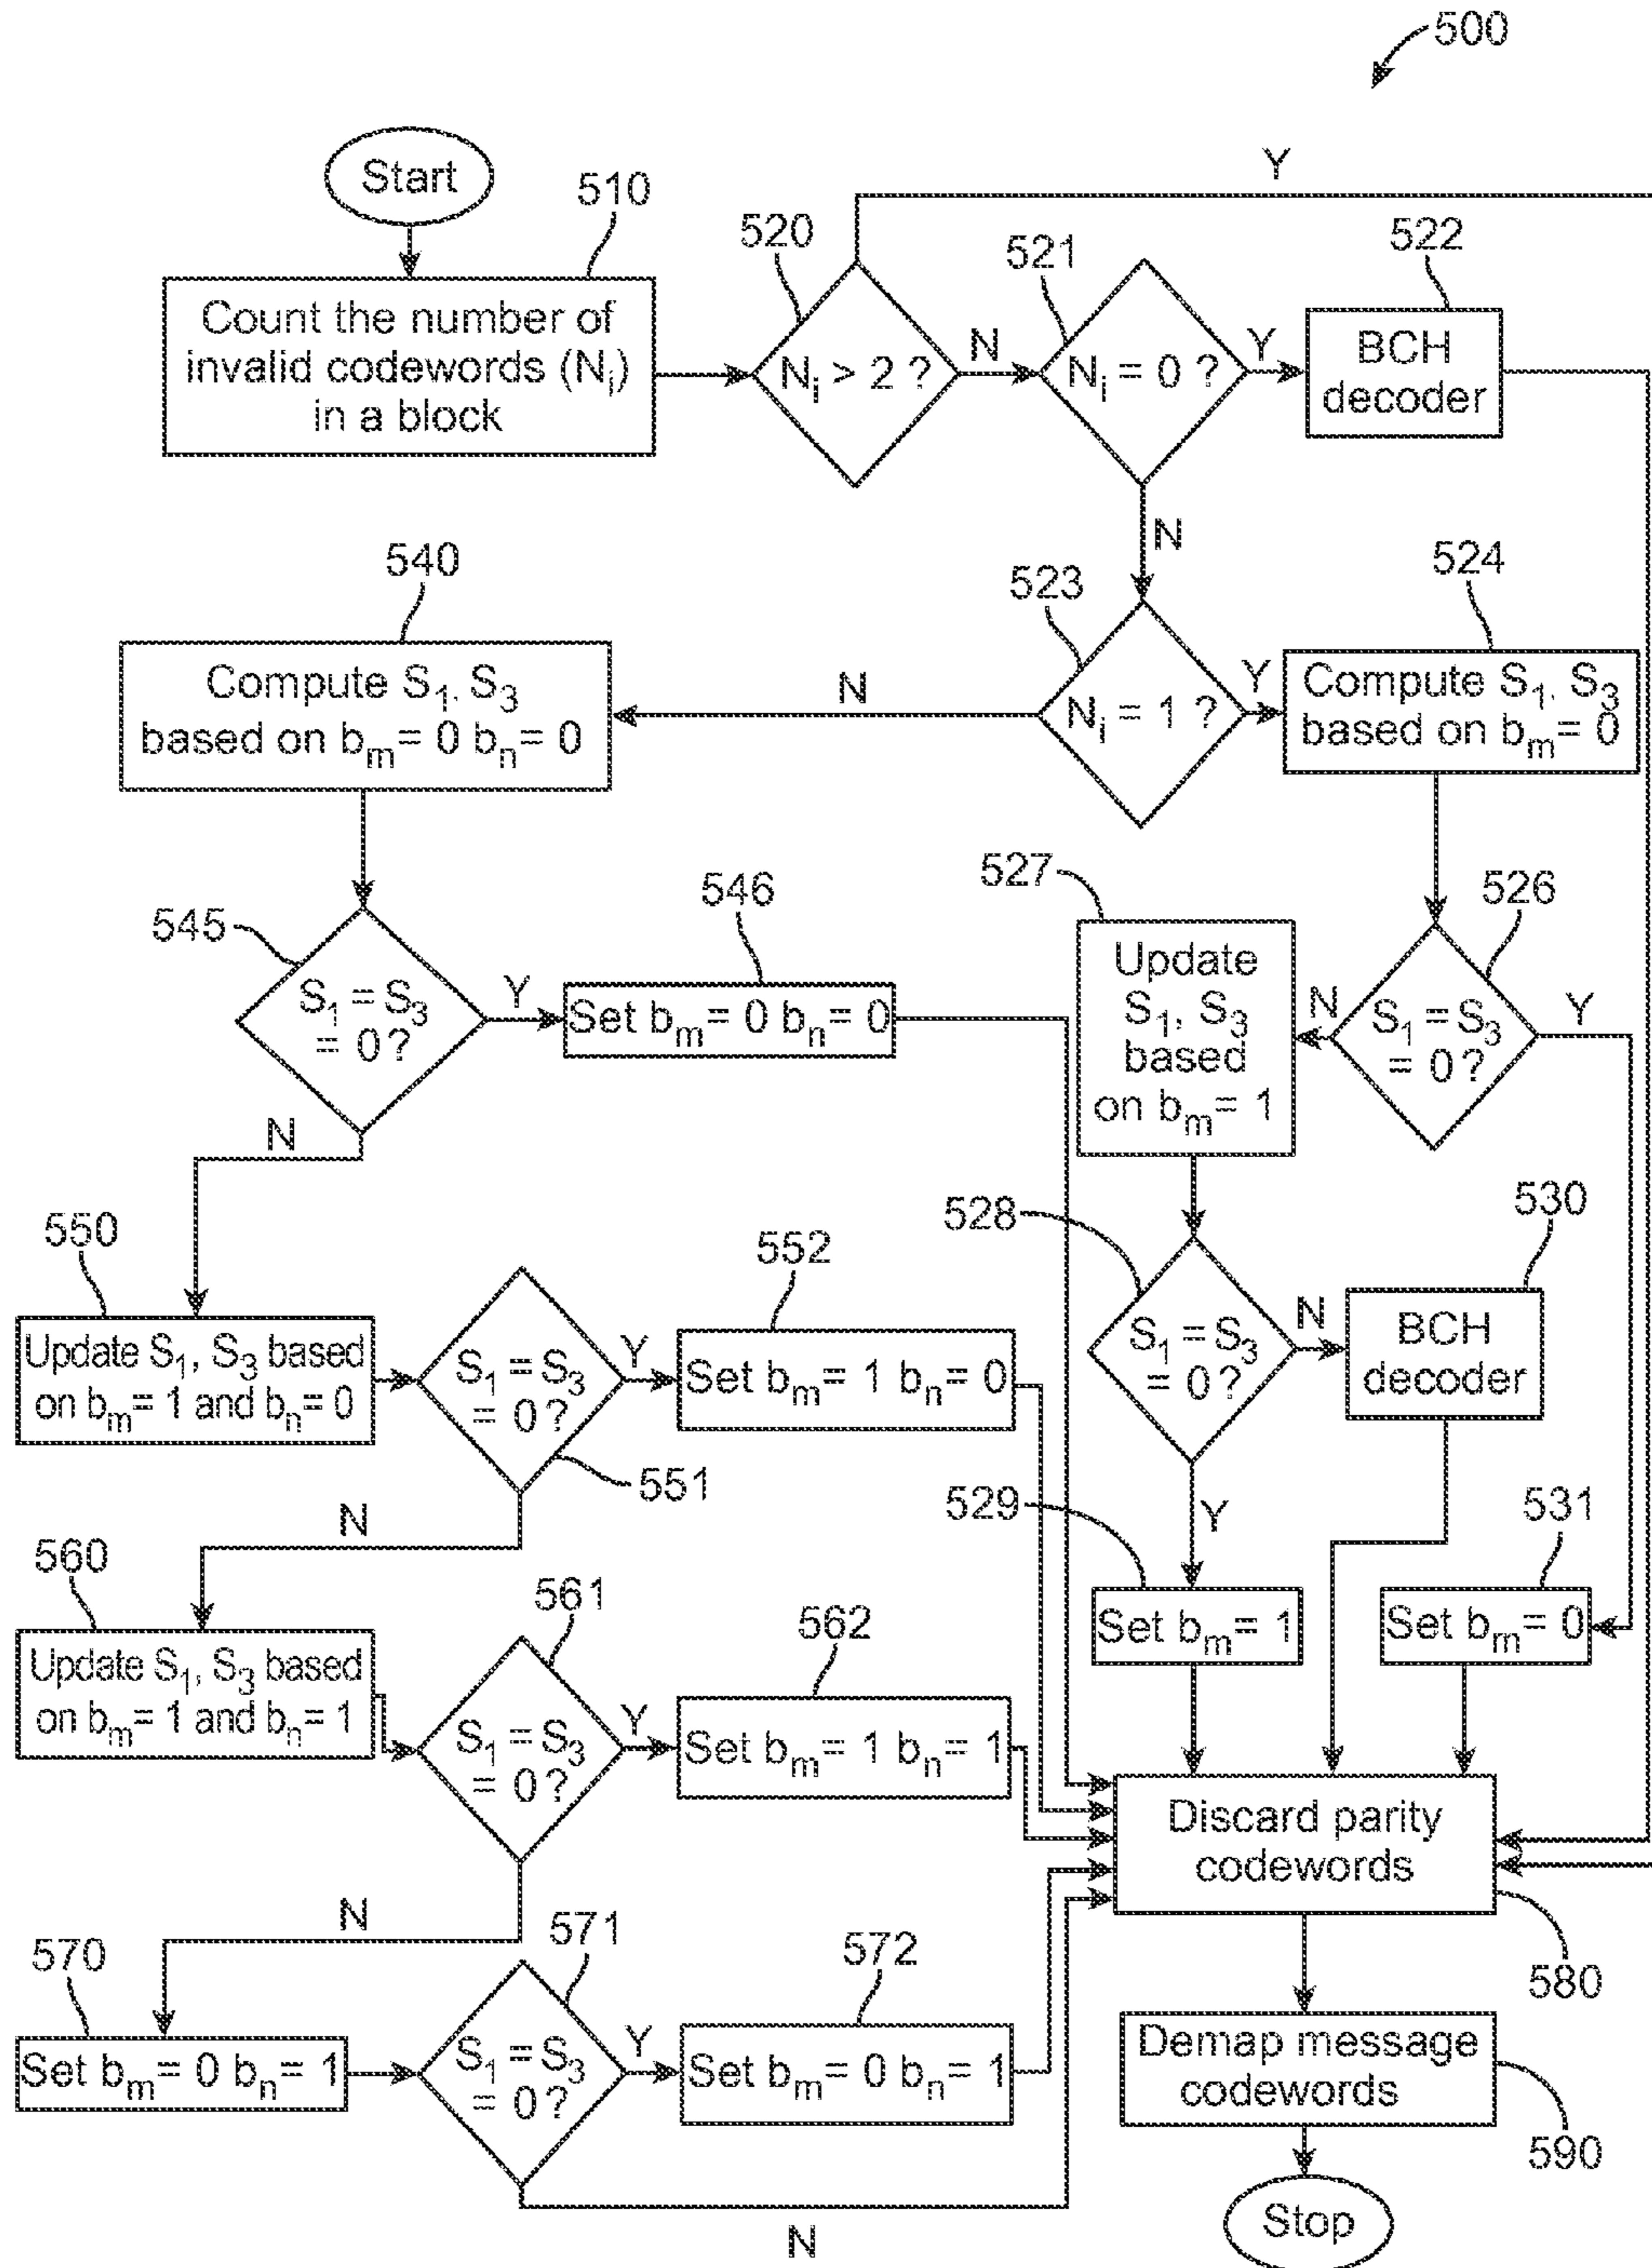 500
Start
510
Count the number of
invalid codewords (Nᵢ)
in a block
520
Nᵢ > 2 ?
Y
N
521
Nᵢ = 0 ?
Y
522
BCH
decoder
N
523
Nᵢ = 1 ?
Y
N
524
Compute S₁, S₃
based on bₘ= 0
540
Compute S₁, S₃
based on bₘ= 0 bₙ= 0
545
S₁ = S₃
= 0 ?
Y
N
546
Set bₘ= 0 bₙ= 0
527
Update
S₁, S₃
based
on bₘ= 1
526
S₁ = S₃
= 0 ?
N
Y
528
S₁ = S₃
= 0 ?
N
Y
530
BCH
decoder
529
Set bₘ= 1
531
Set bₘ= 0
550
Update S₁, S₃ based
on bₘ= 1 and bₙ= 0
S₁ = S₃
= 0 ?
551
Y
N
552
Set bₘ= 1 bₙ= 0
560
Update S₁, S₃ based
on bₘ= 1 and bₙ= 1
561
S₁ = S₃
= 0 ?
Y
N
562
Set bₘ= 1 bₙ= 1
570
Set bₘ= 0 bₙ= 1
571
S₁ = S₃
= 0 ?
Y
N
572
Set bₘ= 0 bₙ= 1
Discard parity
codewords
580
Demap message
codewords
590
Stop